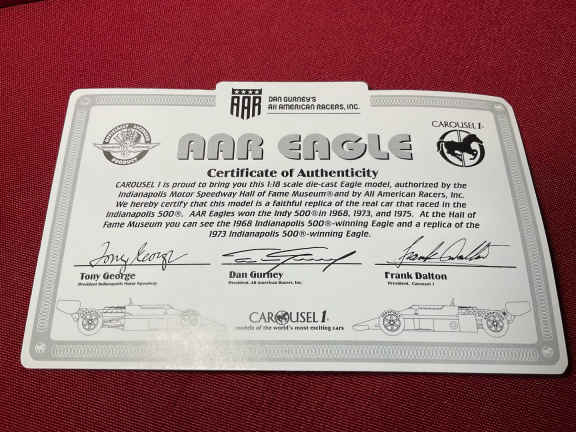 AAR
DAN GURNEY'S
All AMERICAN RACERS, INC.
PRODUCT
AAR EAGLE
CAROUSEL 1
Certificate of Authenticity
CAROUSEL 1 is proud to bring you this 1:18 scale die-cast Eagle model, authorized by the
Indianapolis Motor Speedway Hall of Fame Museum® and by All American Racers, Inc.
We hereby certify that this model is a faithful replica of the real car that raced in the
Indianapolis 500®. AAR Eagles won the Indy 500® in 1968, 1973, and 1975. At the Hall of
Fame Museum you can see the 1968 Indianapolis 500®-winning Eagle and a replica of the
1973 Indianapolis 500®-winning Eagle.
Tony George
Frank Dalton
Tony George
President Indianapolis Motor Speedway
Dan Gurney
President, All American Racers, Inc.
Frank Dalton
President, Carousel 1
CAROUSEL 1
models of the world's most exciting cars